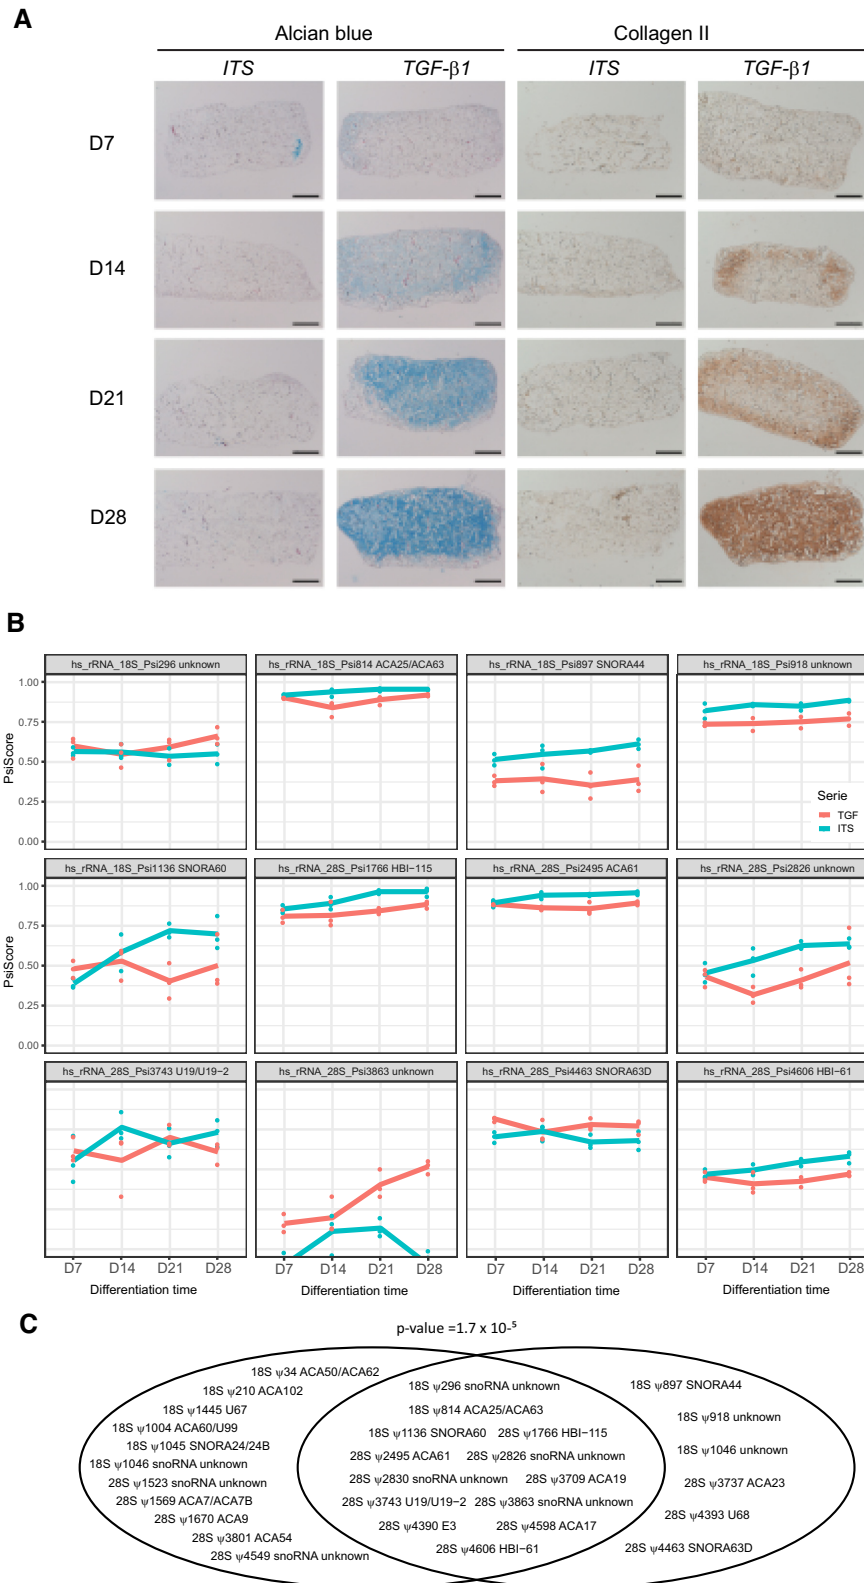 A
Alcian blue
Collagen II
ITS
TGF-β1
ITS
TGF-β1
D7
D14
D21
D28
B
hs_rRNA_18S_Psi296 unknown
hs_rRNA_18S_Psi814 ACA25/ACA63
hs_rRNA_18S_Psi897 SNORA44
hs_rRNA_18S_Psi918 unknown
1.00
0.75
0.50
0.25
0.00
PsiScore
Serie
TGF
ITS
hs_rRNA_18S_Psi1136 SNORA60
hs_rRNA_28S_Psi1766 HBI−115
hs_rRNA_28S_Psi2495 ACA61
hs_rRNA_28S_Psi2826 unknown
1.00
0.75
0.50
0.25
0.00
PsiScore
hs_rRNA_28S_Psi3743 U19/U19−2
hs_rRNA_28S_Psi3863 unknown
hs_rRNA_28S_Psi4463 SNORA63D
hs_rRNA_28S_Psi4606 HBI−61
D7 D14 D21 D28
D7 D14 D21 D28
D7 D14 D21 D28
D7 D14 D21 D28
Differentiation time
Differentiation time
Differentiation time
Differentiation time
C
p-value =1.7 x 10-⁵
18S ψ34 ACA50/ACA62
18S ψ210 ACA102
18S ψ1445 U67
18S ψ1004 ACA60/U99
18S ψ1045 SNORA24/24B
18S ψ1046 snoRNA unknown
28S ψ1523 snoRNA unknown
28S ψ1569 ACA7/ACA7B
28S ψ1670 ACA9
28S ψ3801 ACA54
28S ψ4549 snoRNA unknown
18S ψ296 snoRNA unknown
18S ψ814 ACA25/ACA63
18S ψ1136 SNORA60 28S ψ1766 HBI−115
28S ψ2495 ACA61 28S ψ2826 snoRNA unknown
28S ψ2830 snoRNA unknown 28S ψ3709 ACA19
28S ψ3743 U19/U19−2 28S ψ3863 snoRNA unknown
28S ψ4390 E3 28S ψ4598 ACA17
28S ψ4606 HBI−61
18S ψ897 SNORA44
18S ψ918 unknown
18S ψ1046 unknown
28S ψ3737 ACA23
28S ψ4393 U68
28S ψ4463 SNORA63D